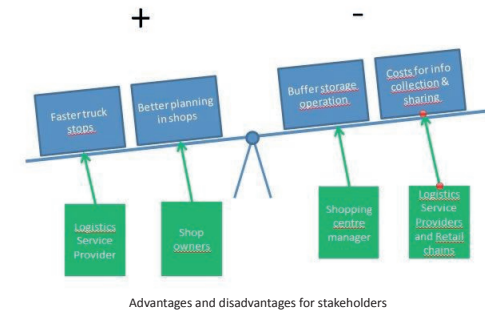 +
-
Faster truck
stops
Better planning
in shops
Buffer storage
operation
Costs for info
collection &
sharing
Logistics
Service
Provider
Shop
owners
Shopping
centre
manager
Logistics
Service
Providers
and Retail
chains
Advantages and disadvantages for stakeholders